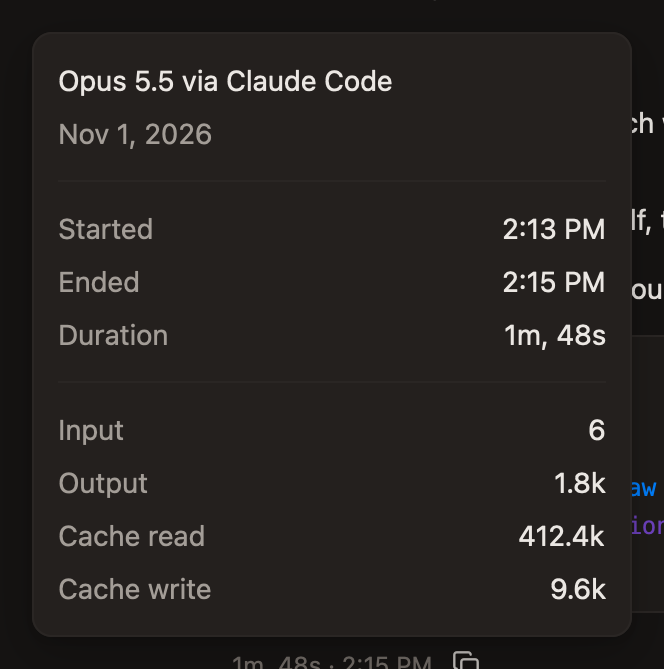 Opus 5.5 via Claude Code
Nov 1, 2026
Started 2:13 PM
Ended 2:15 PM
Duration 1m, 48s
Input 6
Output 1.8k
Cache read 412.4k
Cache write 9.6k
1m, 48s · 2:15 PM